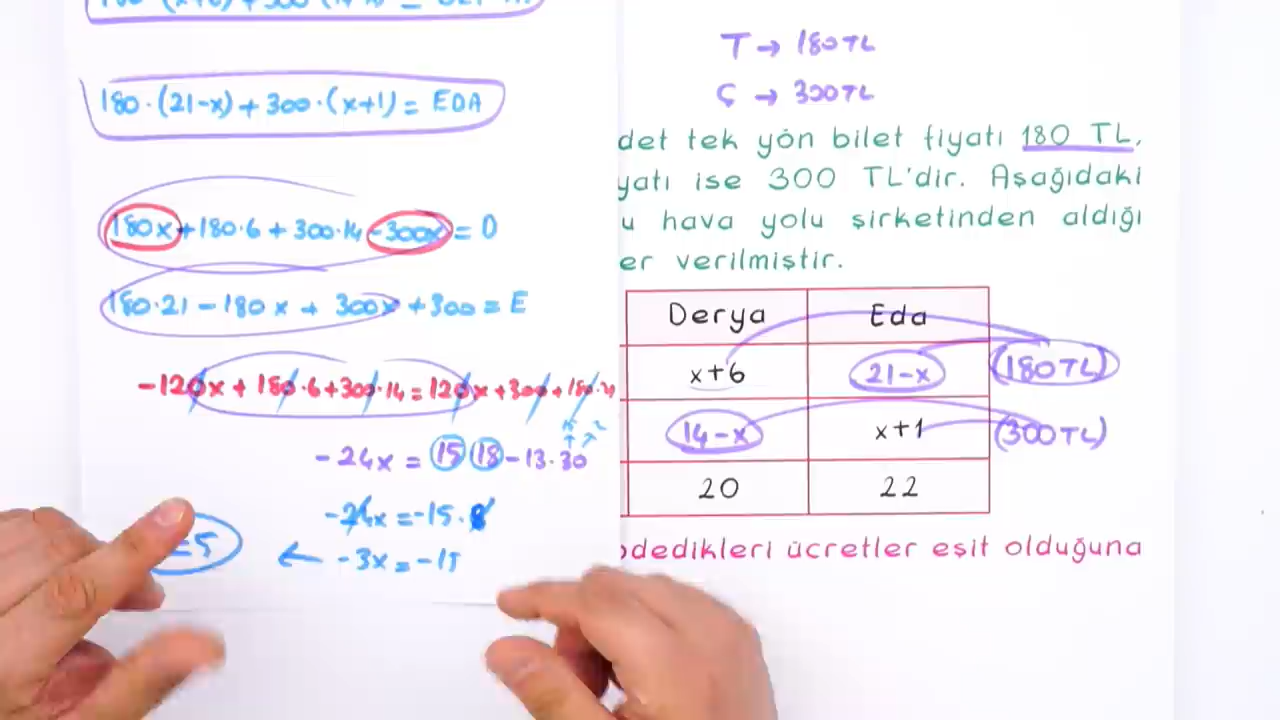 180·(21-x)+300·(x+1)=EDA
180x+180·6+300·14-300x=D
180·21-180x+300x+300=E
-120x+180·6+300·14=120x+300+180·21
-24x=15 18-13·30
-24x=-15·8
=5 ← -3x=-15
T→180TL
Ç→300TL
det tek yön bilet fiyatı 180 TL,
yatı ise 300 TL'dir. Aşağıdaki
u hava yolu şirketinden aldığı
er verilmiştir.
Derya Eda
x+6 21-x (180TL)
14-x x+1 (300TL)
20 22
ödedikleri ücretler eşit olduğuna